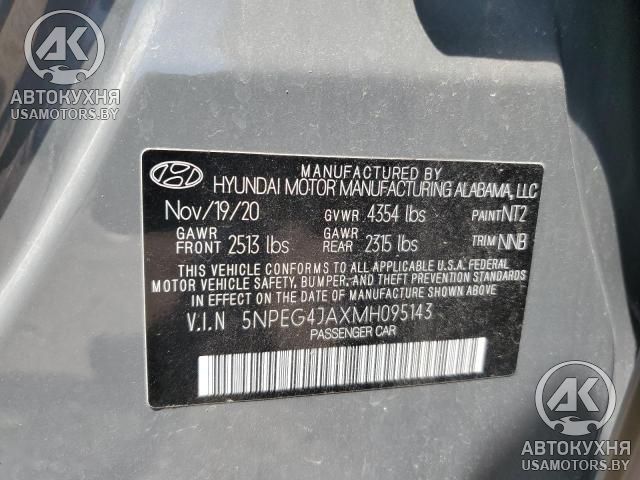 AK
АВТОКУХНЯ
USAMOTORS.BY
MANUFACTURED BY
HYUNDAI MOTOR MANUFACTURING ALABAMA, LLC
Nov/19/20 GVWR 4354 lbs PAINT NT2
GAWR FRONT 2513 lbs GAWR REAR 2315 lbs TRIM NNB
THIS VEHICLE CONFORMS TO ALL APPLICABLE U.S.A. FEDERAL
MOTOR VEHICLE SAFETY, BUMPER, AND THEFT PREVENTION STANDARDS
IN EFFECT ON THE DATE OF MANUFACTURE SHOWN ABOVE.
V.I.N 5NPEG4JAXMH095143
PASSENGER CAR
AK
АВТОКУХНЯ
USAMOTORS.BY